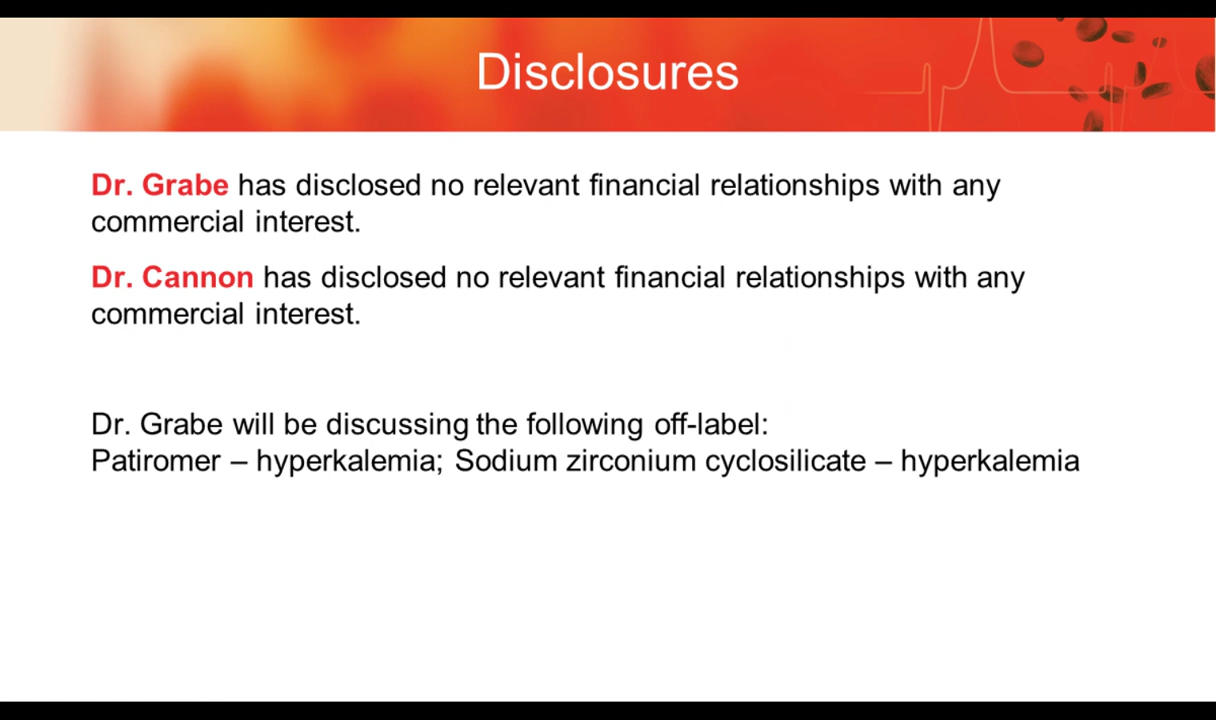 Disclosures
Dr. Grabe has disclosed no relevant financial relationships with any
commercial interest.
Dr. Cannon has disclosed no relevant financial relationships with any
commercial interest.
Dr. Grabe will be discussing the following off-label:
Patiromer – hyperkalemia; Sodium zirconium cyclosilicate – hyperkalemia